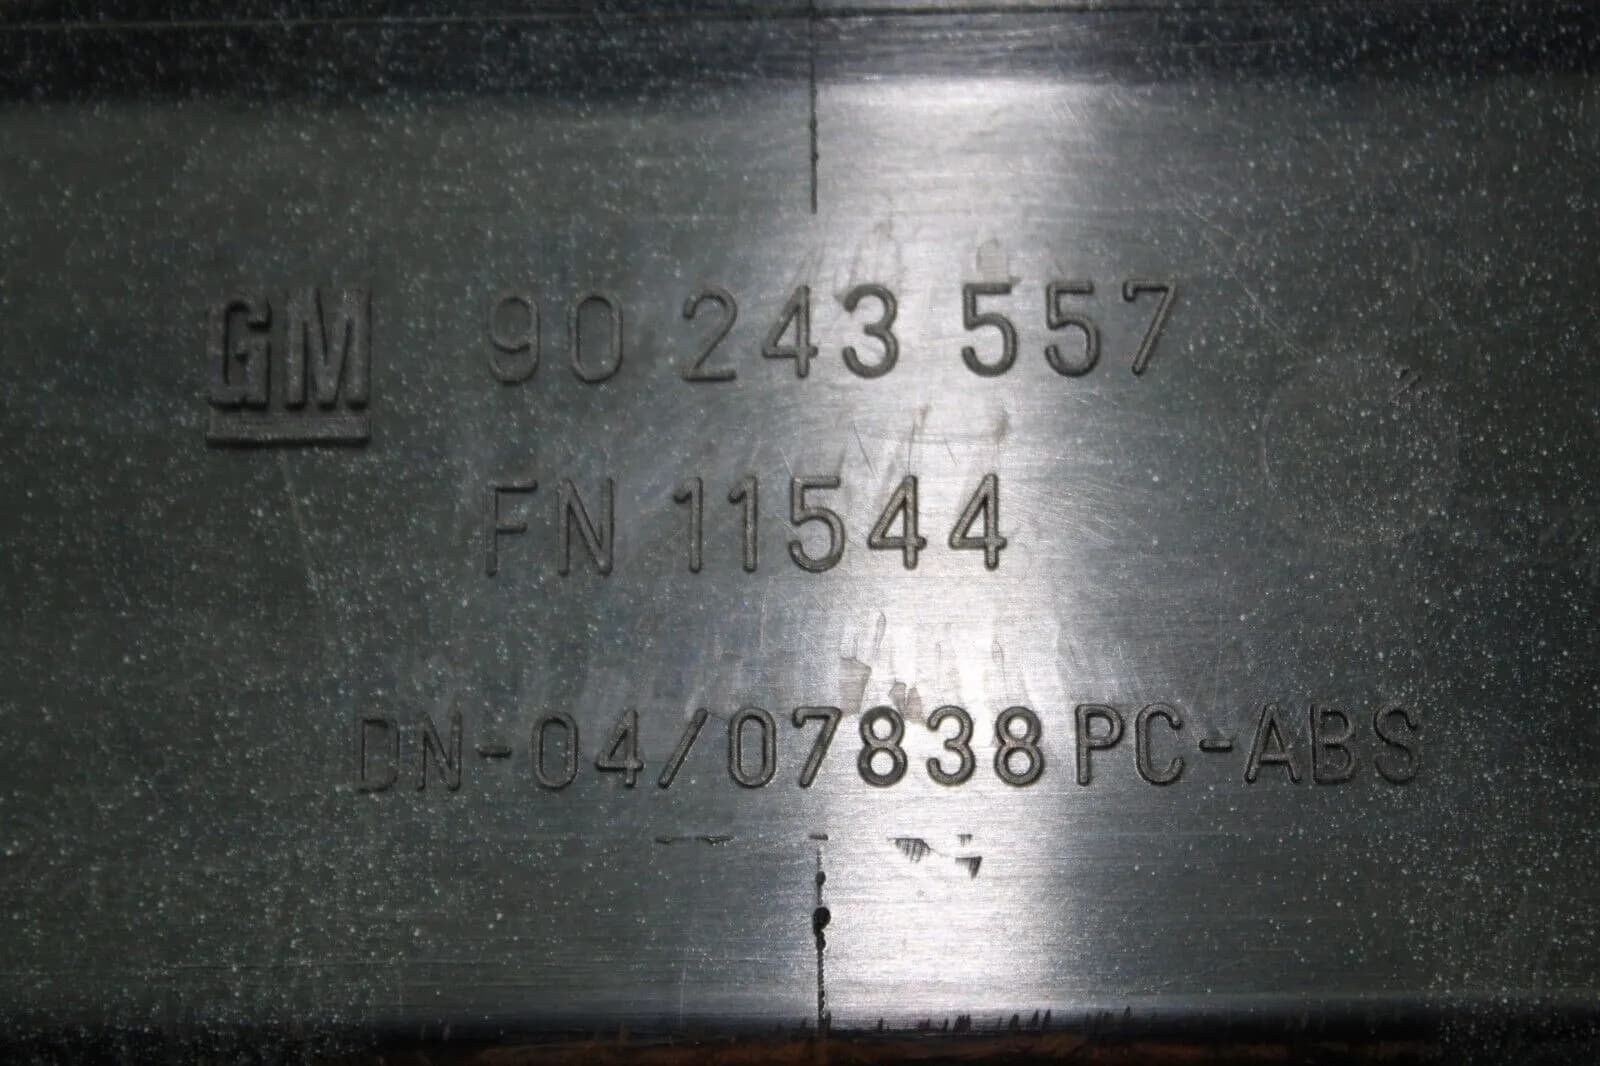 GM 90 243 557
FN 11544
DN-04/07838 PC-ABS